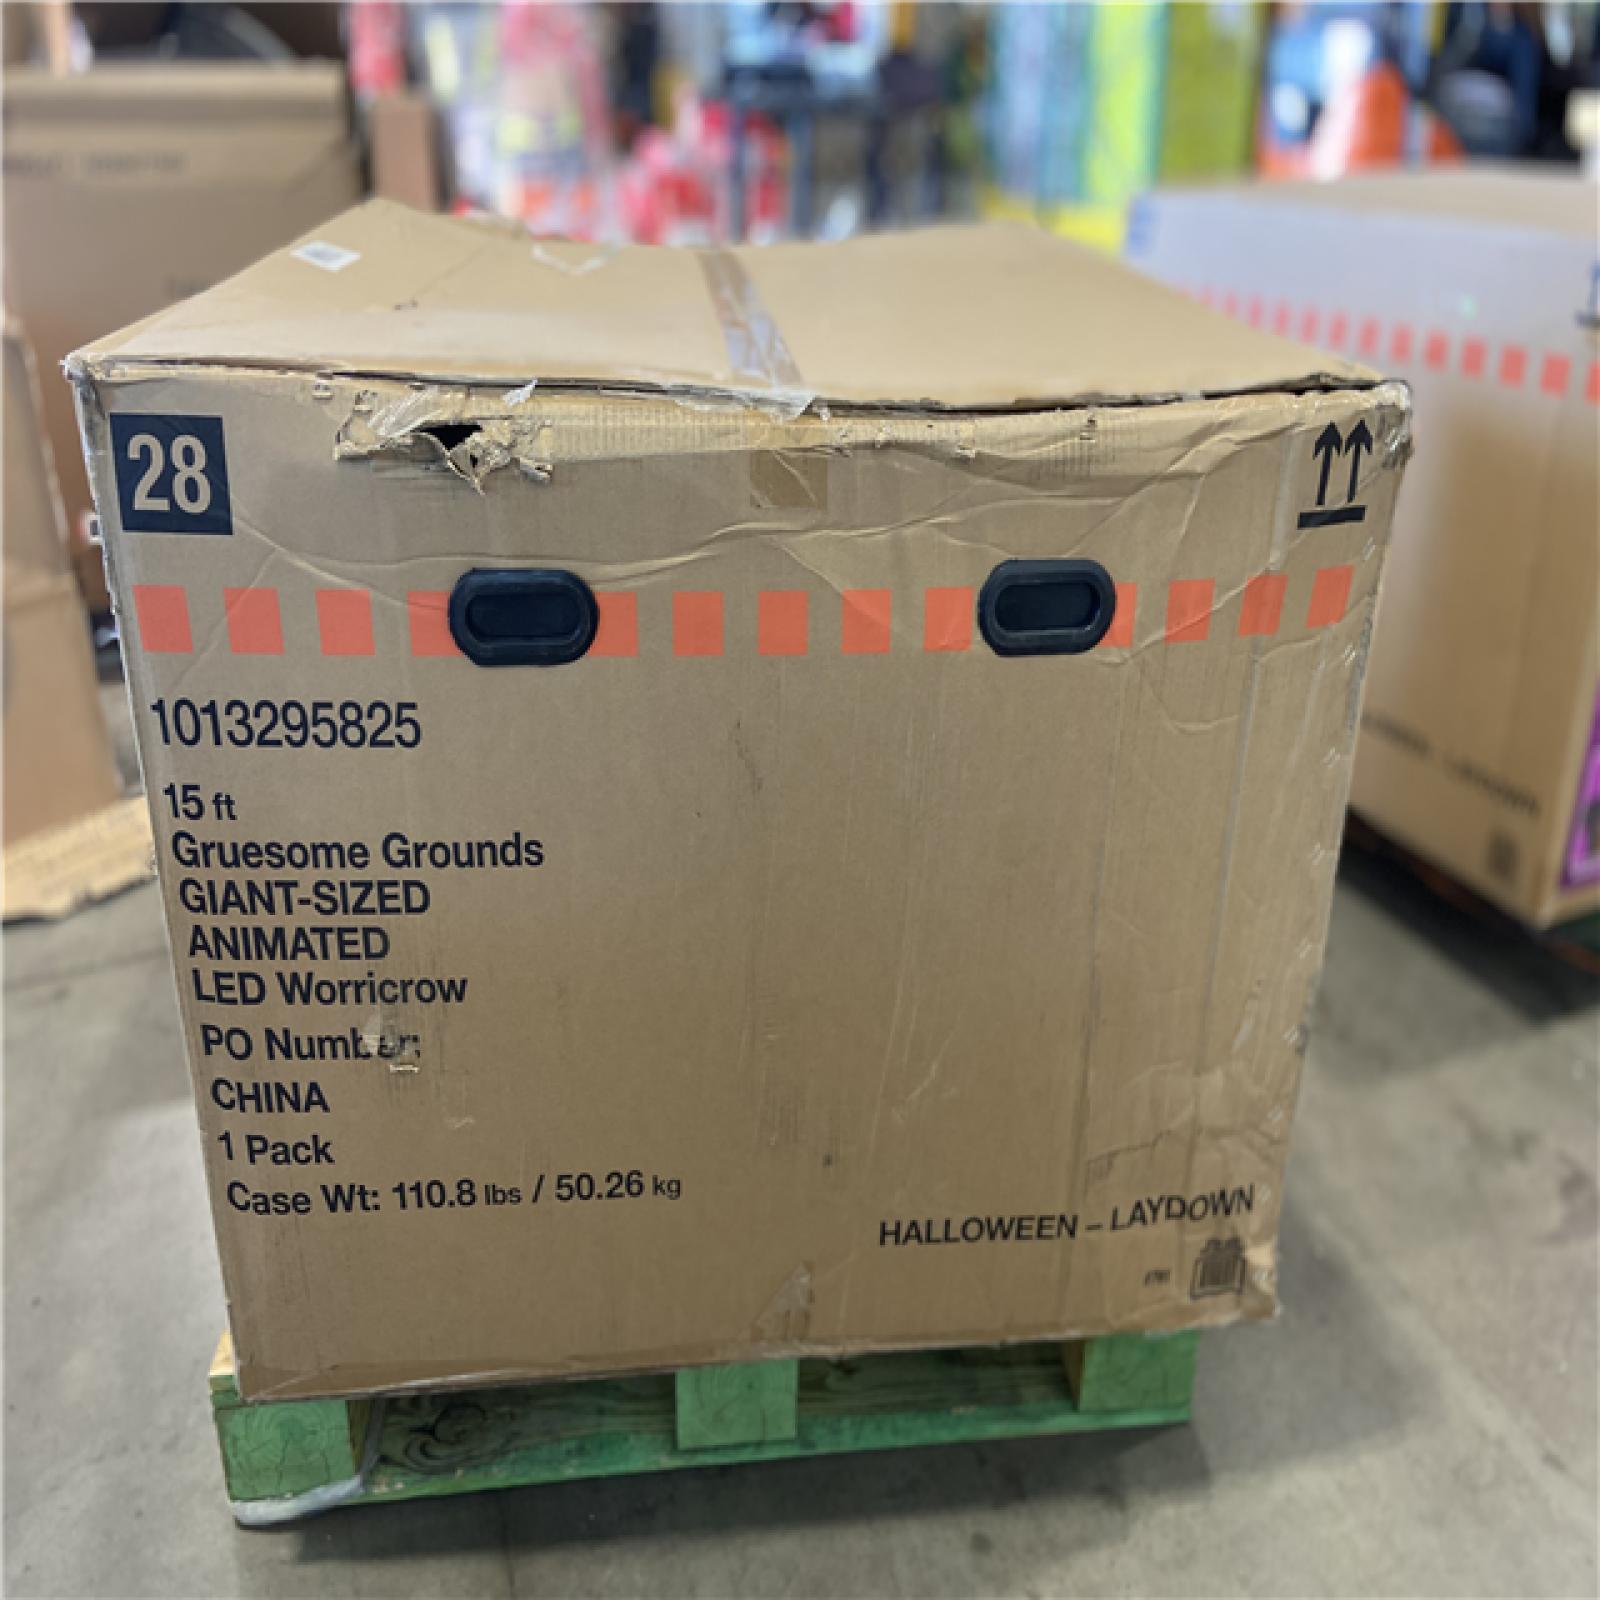 28
1013295825
15 ft
Gruesome Grounds
GIANT-SIZED
ANIMATED
LED Worricrow
PO Number:
CHINA
1 Pack
Case Wt: 110.8 lbs / 50.26 kg
HALLOWEEN – LAYDOWN